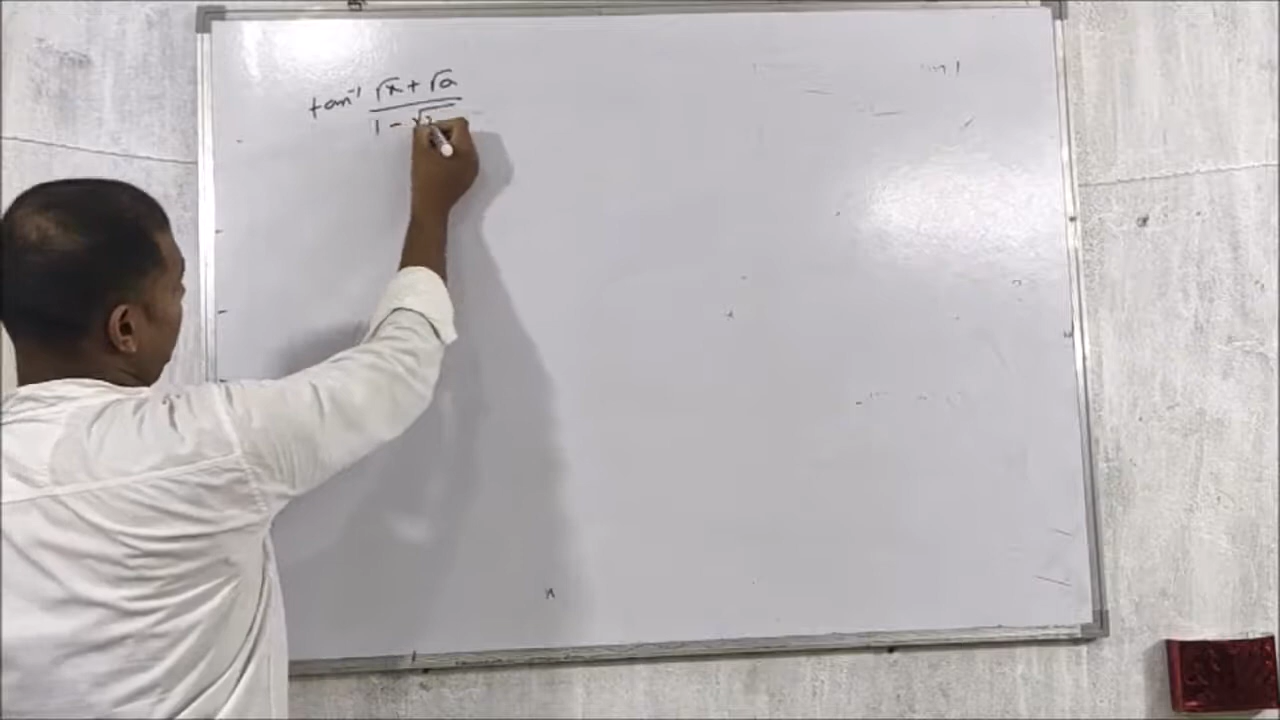 tan⁻¹ √x + √a
1 - √x